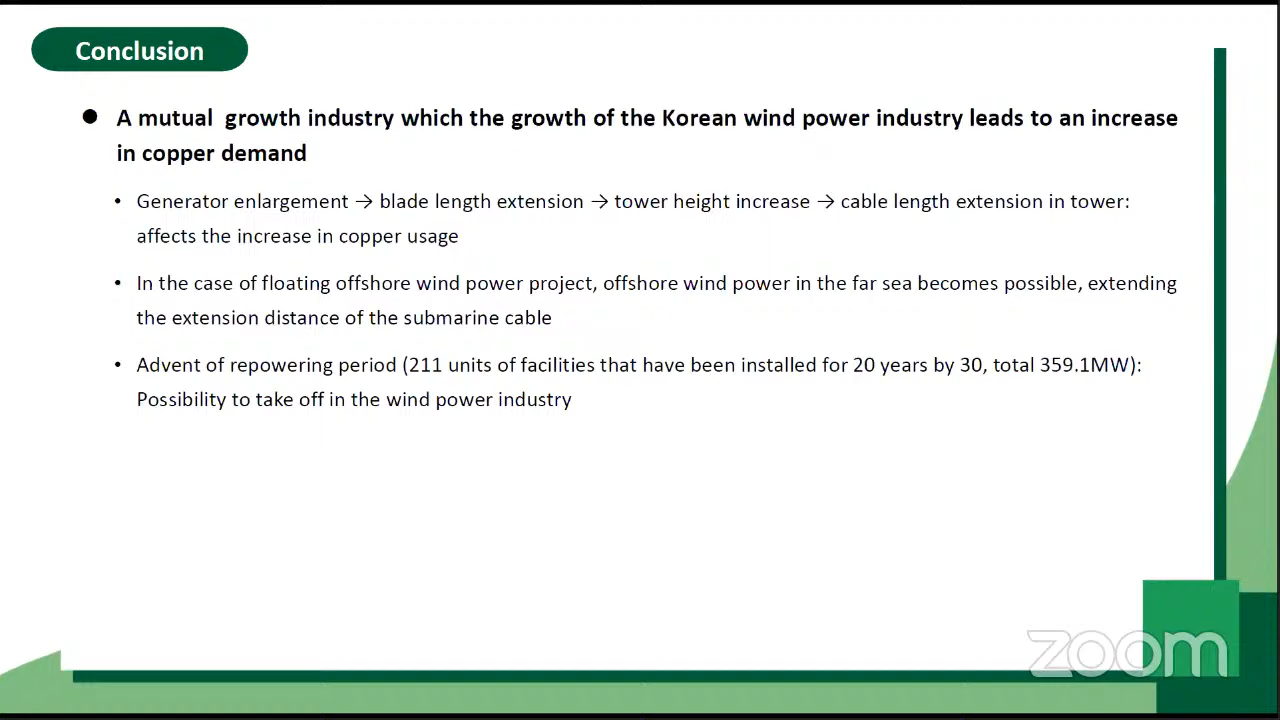 Conclusion
● A mutual growth industry which the growth of the Korean wind power industry leads to an increase
in copper demand
• Generator enlargement → blade length extension → tower height increase → cable length extension in tower:
affects the increase in copper usage
• In the case of floating offshore wind power project, offshore wind power in the far sea becomes possible, extending
the extension distance of the submarine cable
• Advent of repowering period (211 units of facilities that have been installed for 20 years by 30, total 359.1MW):
Possibility to take off in the wind power industry
zoom